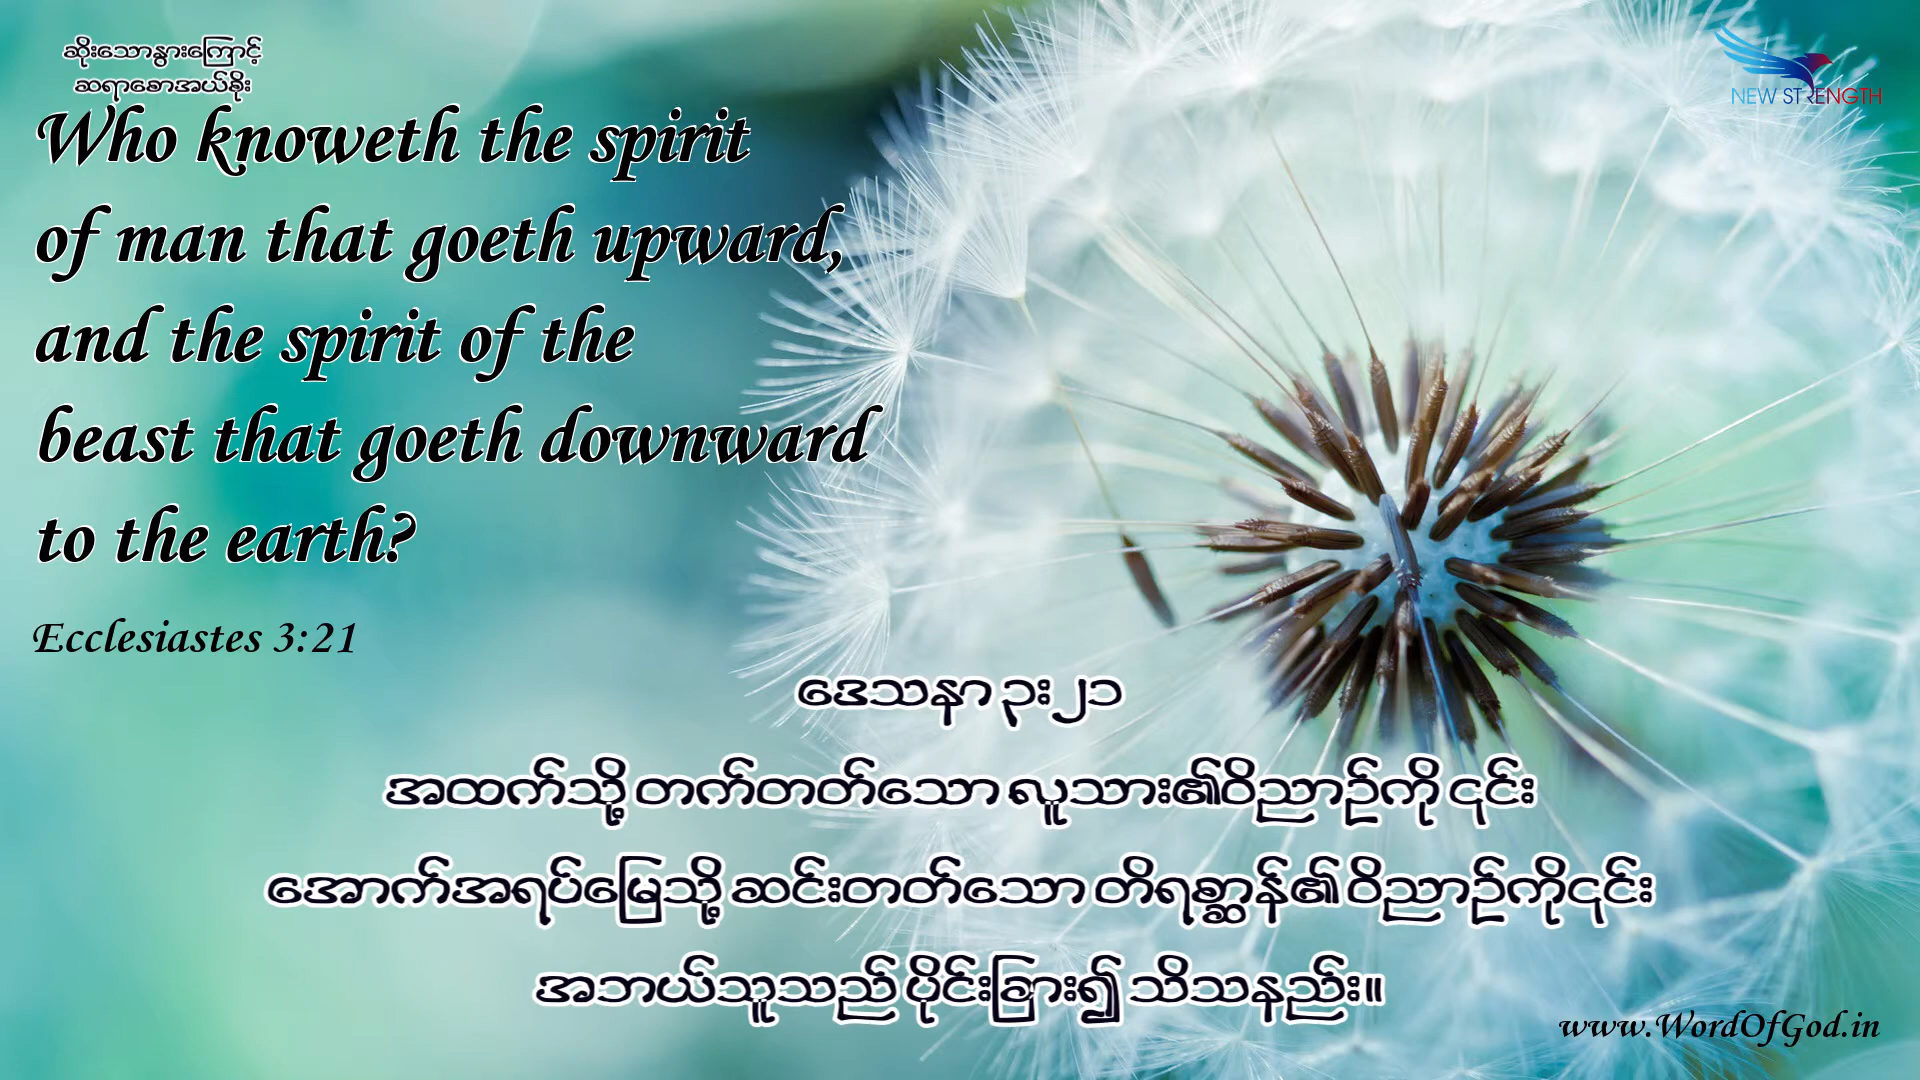 ဆိုးသောနွားကြောင့်
ဆရာစောအယ်ခိုး
NEW STRENGTH
Who knoweth the spirit
of man that goeth upward,
and the spirit of the
beast that goeth downward
to the earth?
Ecclesiastes 3:21
ဒေသနာ ၃း၂၁
အထက်သို့ တက်တတ်သော လူသား၏ဝိညာဉ်ကို ၎င်း
အောက်အရပ်မြေသို့ ဆင်းတတ်သော တိရစ္ဆာန်၏ ဝိညာဉ်ကို၎င်း
အဘယ်သူသည် ပိုင်းခြား၍ သိသနည်း။
www.WordOfGod.in